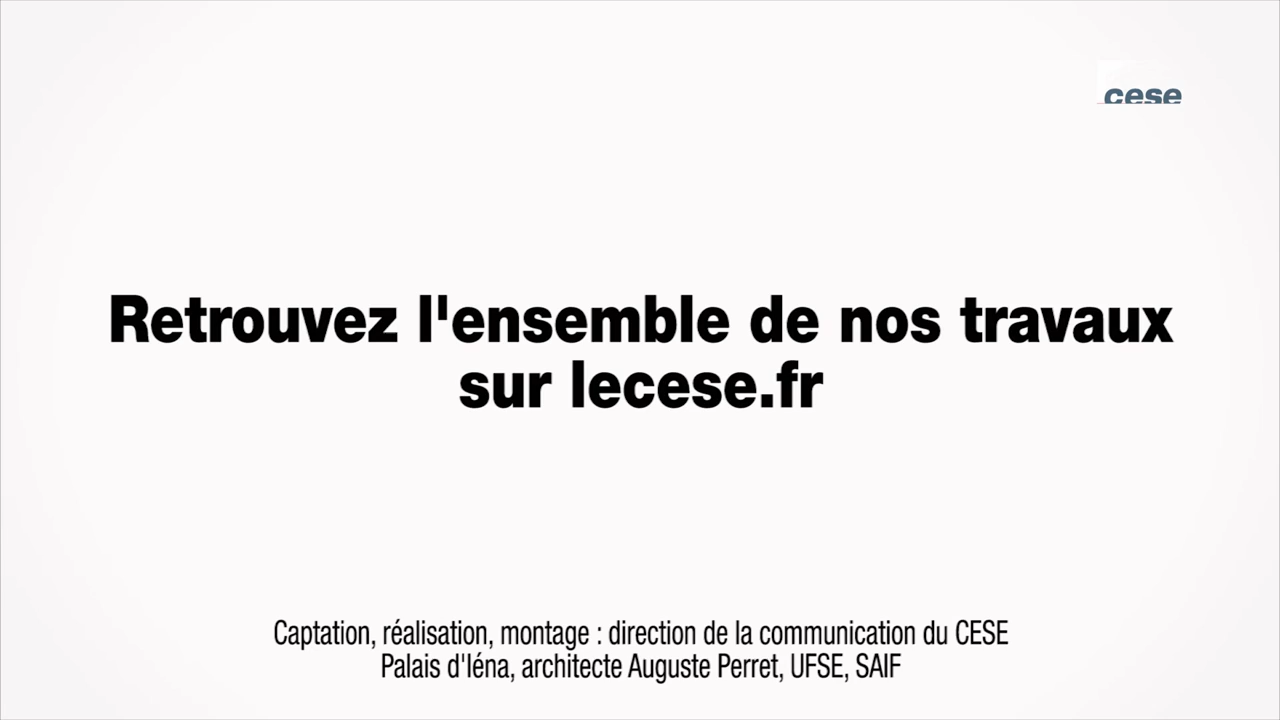 cese
Retrouvez l'ensemble de nos travaux
sur lecese.fr
Captation, réalisation, montage : direction de la communication du CESE
Palais d'Iéna, architecte Auguste Perret, UFSE, SAIF